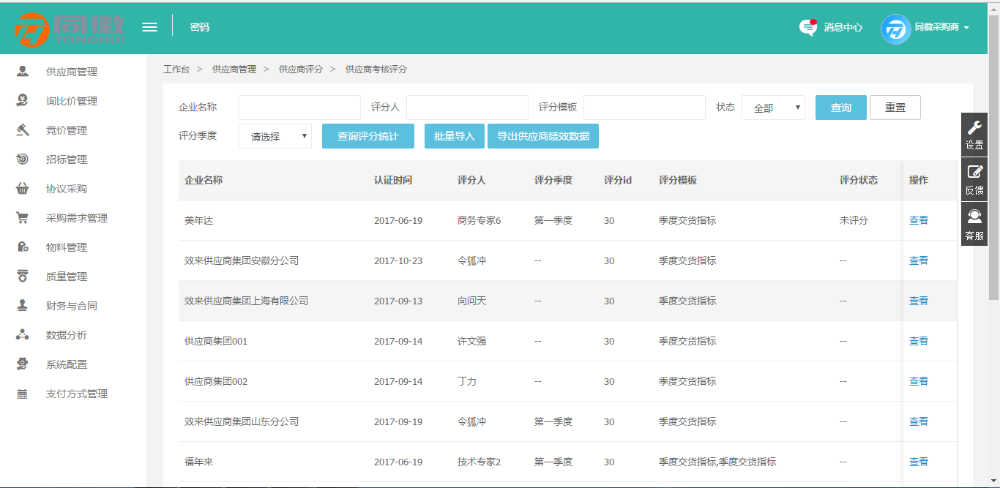 同徽
TONGHUI
密码
消息中心
同徽采购商
供应商管理
询比价管理
竞价管理
招标管理
协议采购
采购需求管理
物料管理
质量管理
财务与合同
数据分析
系统配置
支付方式管理
工作台 > 供应商管理 > 供应商评分 > 供应商考核评分
企业名称 评分人 评分模板 状态 全部 查询 重置
评分季度 请选择 查询评分统计 批量导入 导出供应商绩效数据
企业名称 认证时间 评分人 评分季度 评分id 评分模板 评分状态 操作
美年达 2017-06-19 商务专家6 第一季度 30 季度交货指标 未评分 查看
效来供应商集团安徽分公司 2017-10-23 令狐冲 -- 30 季度交货指标 -- 查看
效来供应商集团上海有限公司 2017-09-13 向问天 -- 30 季度交货指标 -- 查看
供应商集团001 2017-09-14 许文强 -- 30 季度交货指标 -- 查看
供应商集团002 2017-09-14 丁力 -- 30 季度交货指标 -- 查看
效来供应商集团山东分公司 2017-09-19 令狐冲 第一季度 30 季度交货指标 -- 查看
福年来 2017-06-19 技术专家2 第一季度 30 季度交货指标,季度交货指标 -- 查看
设置
反馈
客服